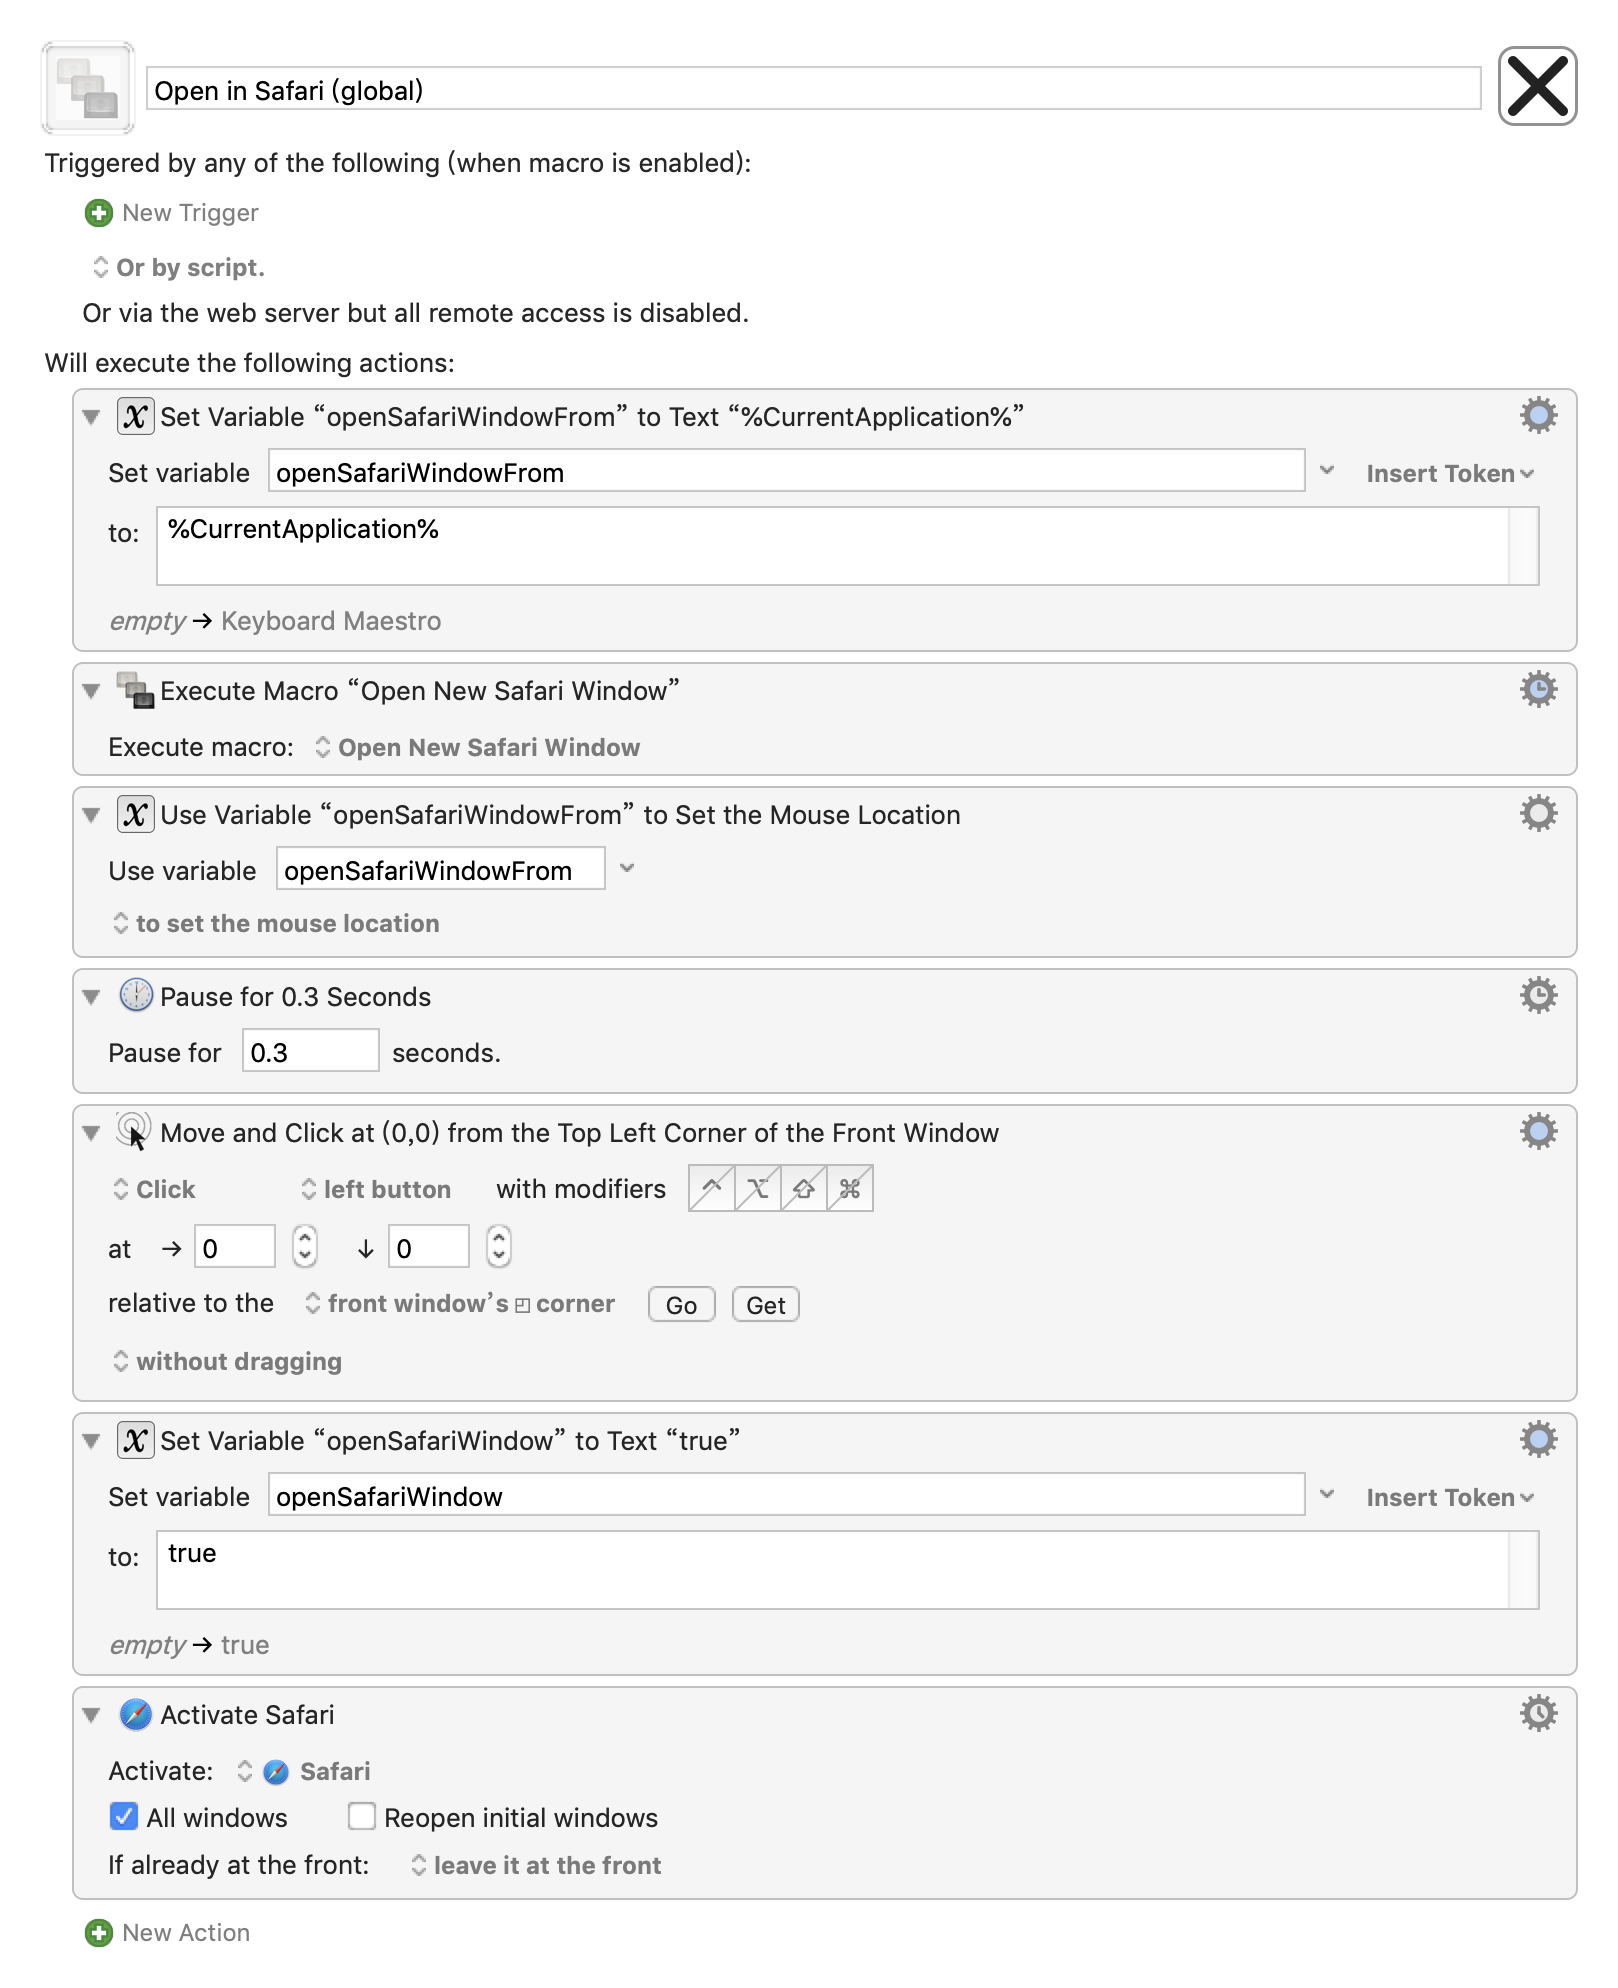 Open in Safari (global)
Triggered by any of the following (when macro is enabled):
New Trigger
Or by script.
Or via the web server but all remote access is disabled.
Will execute the following actions:
Set Variable “openSafariWindowFrom” to Text “%CurrentApplication%”
Set variable openSafariWindowFrom Insert Token
to: %CurrentApplication%
empty → Keyboard Maestro
Execute Macro “Open New Safari Window”
Execute macro: Open New Safari Window
Use Variable “openSafariWindowFrom” to Set the Mouse Location
Use variable openSafariWindowFrom
to set the mouse location
Pause for 0.3 Seconds
Pause for 0.3 seconds.
Move and Click at (0,0) from the Top Left Corner of the Front Window
Click left button with modifiers ⌃ ⌥ ⇧ ⌘
at → 0 ↓ 0
relative to the front window’s ◰ corner Go Get
without dragging
Set Variable “openSafariWindow” to Text “true”
Set variable openSafariWindow Insert Token
to: true
empty → true
Activate Safari
Activate: Safari
All windows Reopen initial windows
If already at the front: leave it at the front
New Action